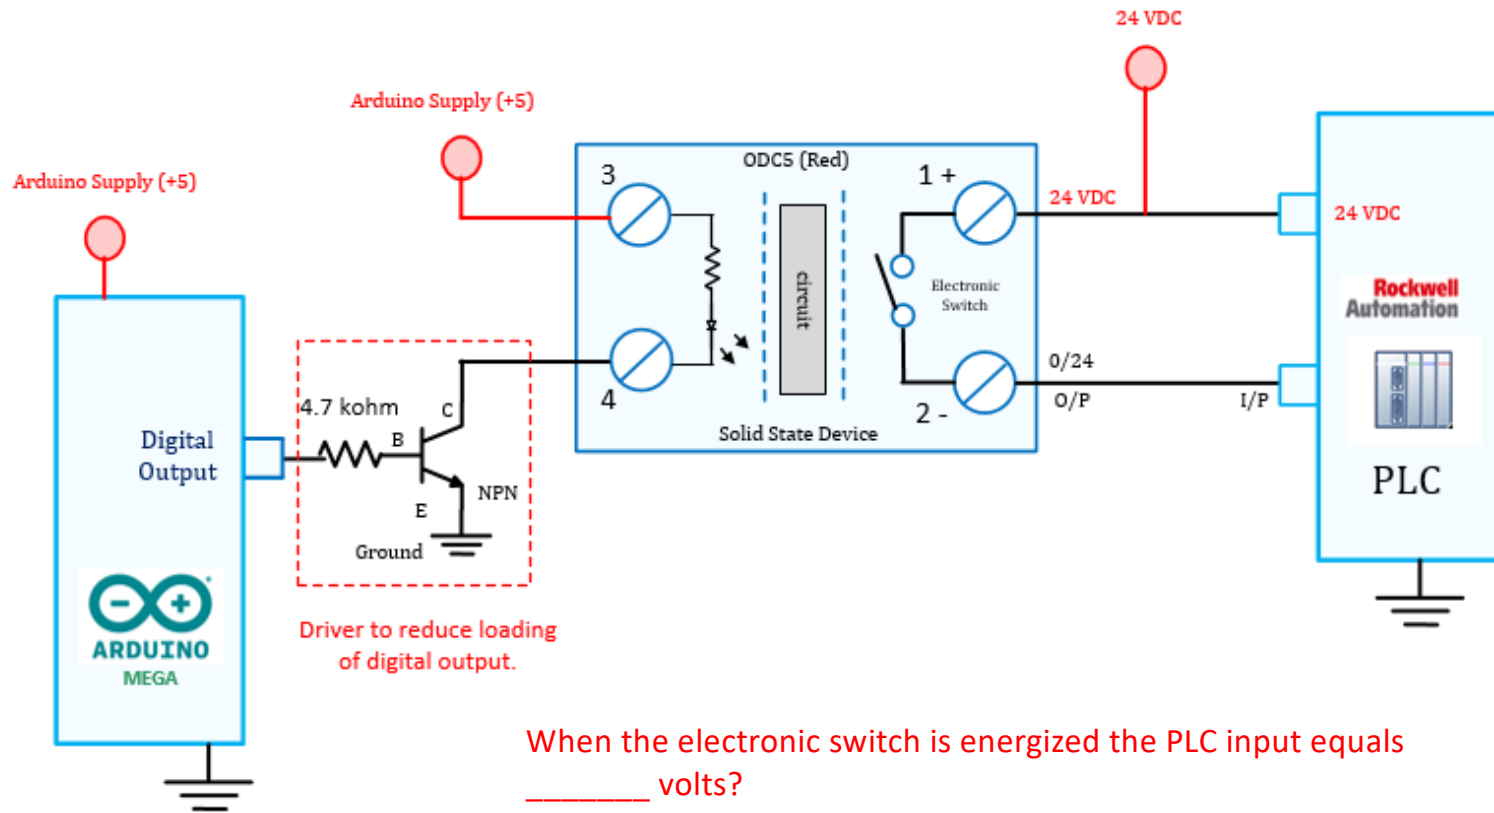 24 VDC
Arduino Supply (+5)
Arduino Supply (+5)
ODC5 (Red)
3
1 +
24 VDC
24 VDC
circuit
Electronic
Switch
Rockwell
Automation
4
2 -
0/24
O/P
I/P
Solid State Device
PLC
4.7 kohm
C
B
E
NPN
Ground
Digital
Output
ARDUINO
MEGA
Driver to reduce loading
of digital output.
When the electronic switch is energized the PLC input equals
_______ volts?